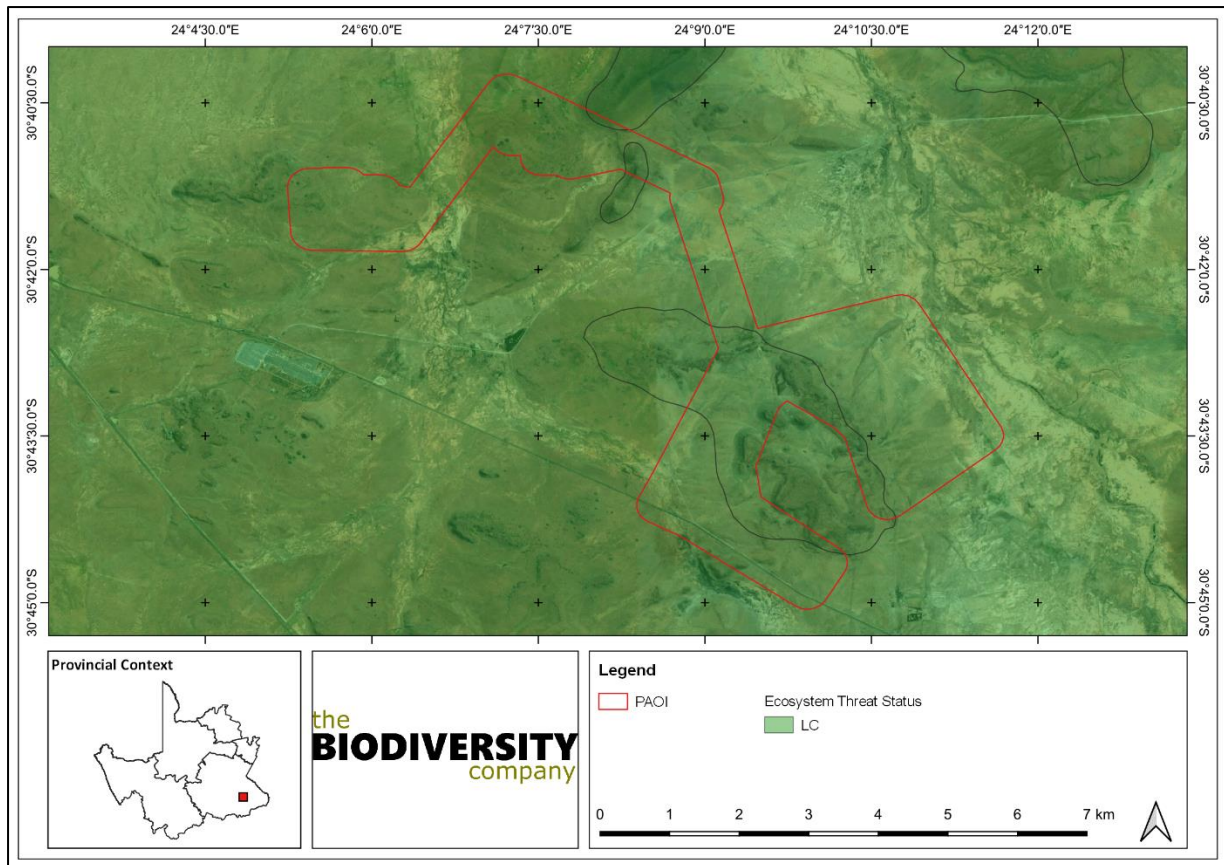 24°4'30.0"E 24°6'0.0"E 24°7'30.0"E 24°9'0.0"E 24°10'30.0"E 24°12'0.0"E
30°40'30.0"S 30°40'30.0"S
30°42'0.0"S 30°42'0.0"S
30°43'30.0"S 30°43'30.0"S
30°45'0.0"S 30°45'0.0"S
Provincial Context
the
BIODIVERSITY
company
Legend
PAOI
Ecosystem Threat Status
LC
0 1 2 3 4 5 6 7 km